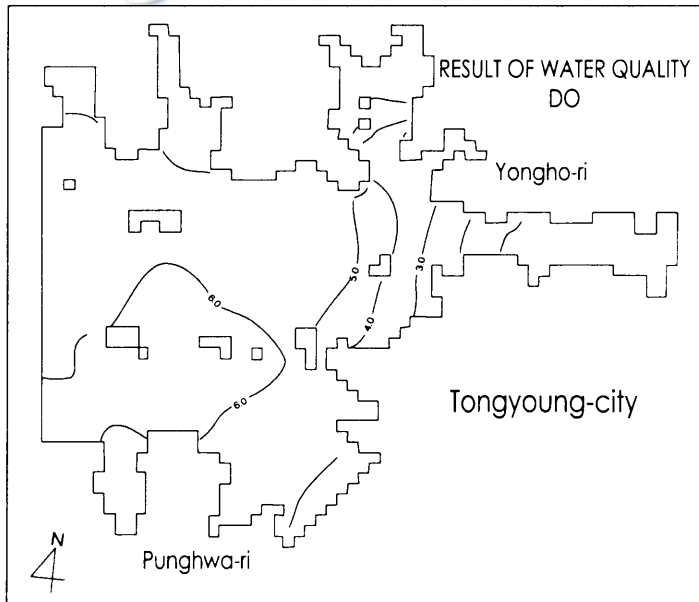 RESULT OF WATER QUALITY
DO
Yongho-ri
5.0
3.0
6.0
4.0
6.0
Tongyoung-city
N
Punghwa-ri